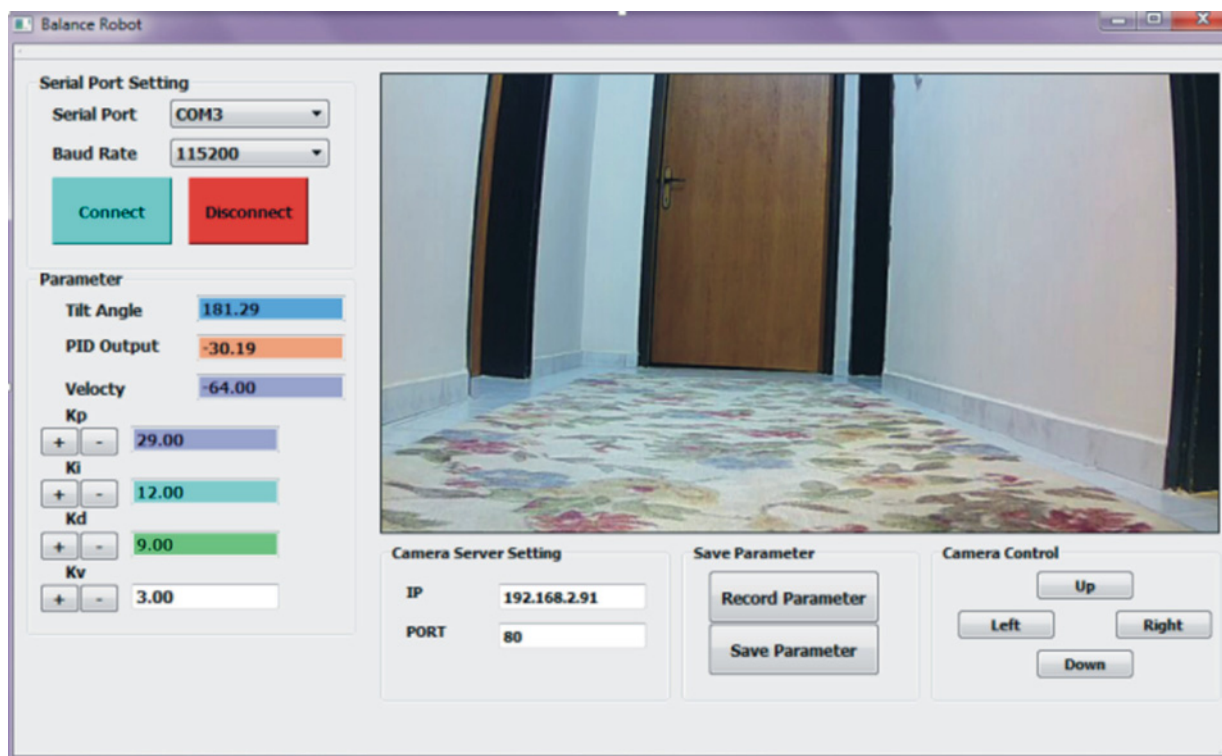 Balance Robot
Serial Port Setting
Serial Port COM3
Baud Rate 115200
Connect Disconnect
Parameter
Tilt Angle 181.29
PID Output -30.19
Velocty -64.00
Kp
+ - 29.00
Ki
+ - 12.00
Kd
+ - 9.00
Kv
+ - 3.00
Camera Server Setting
IP 192.168.2.91
PORT 80
Save Parameter
Record Parameter
Save Parameter
Camera Control
Up
Left Right
Down